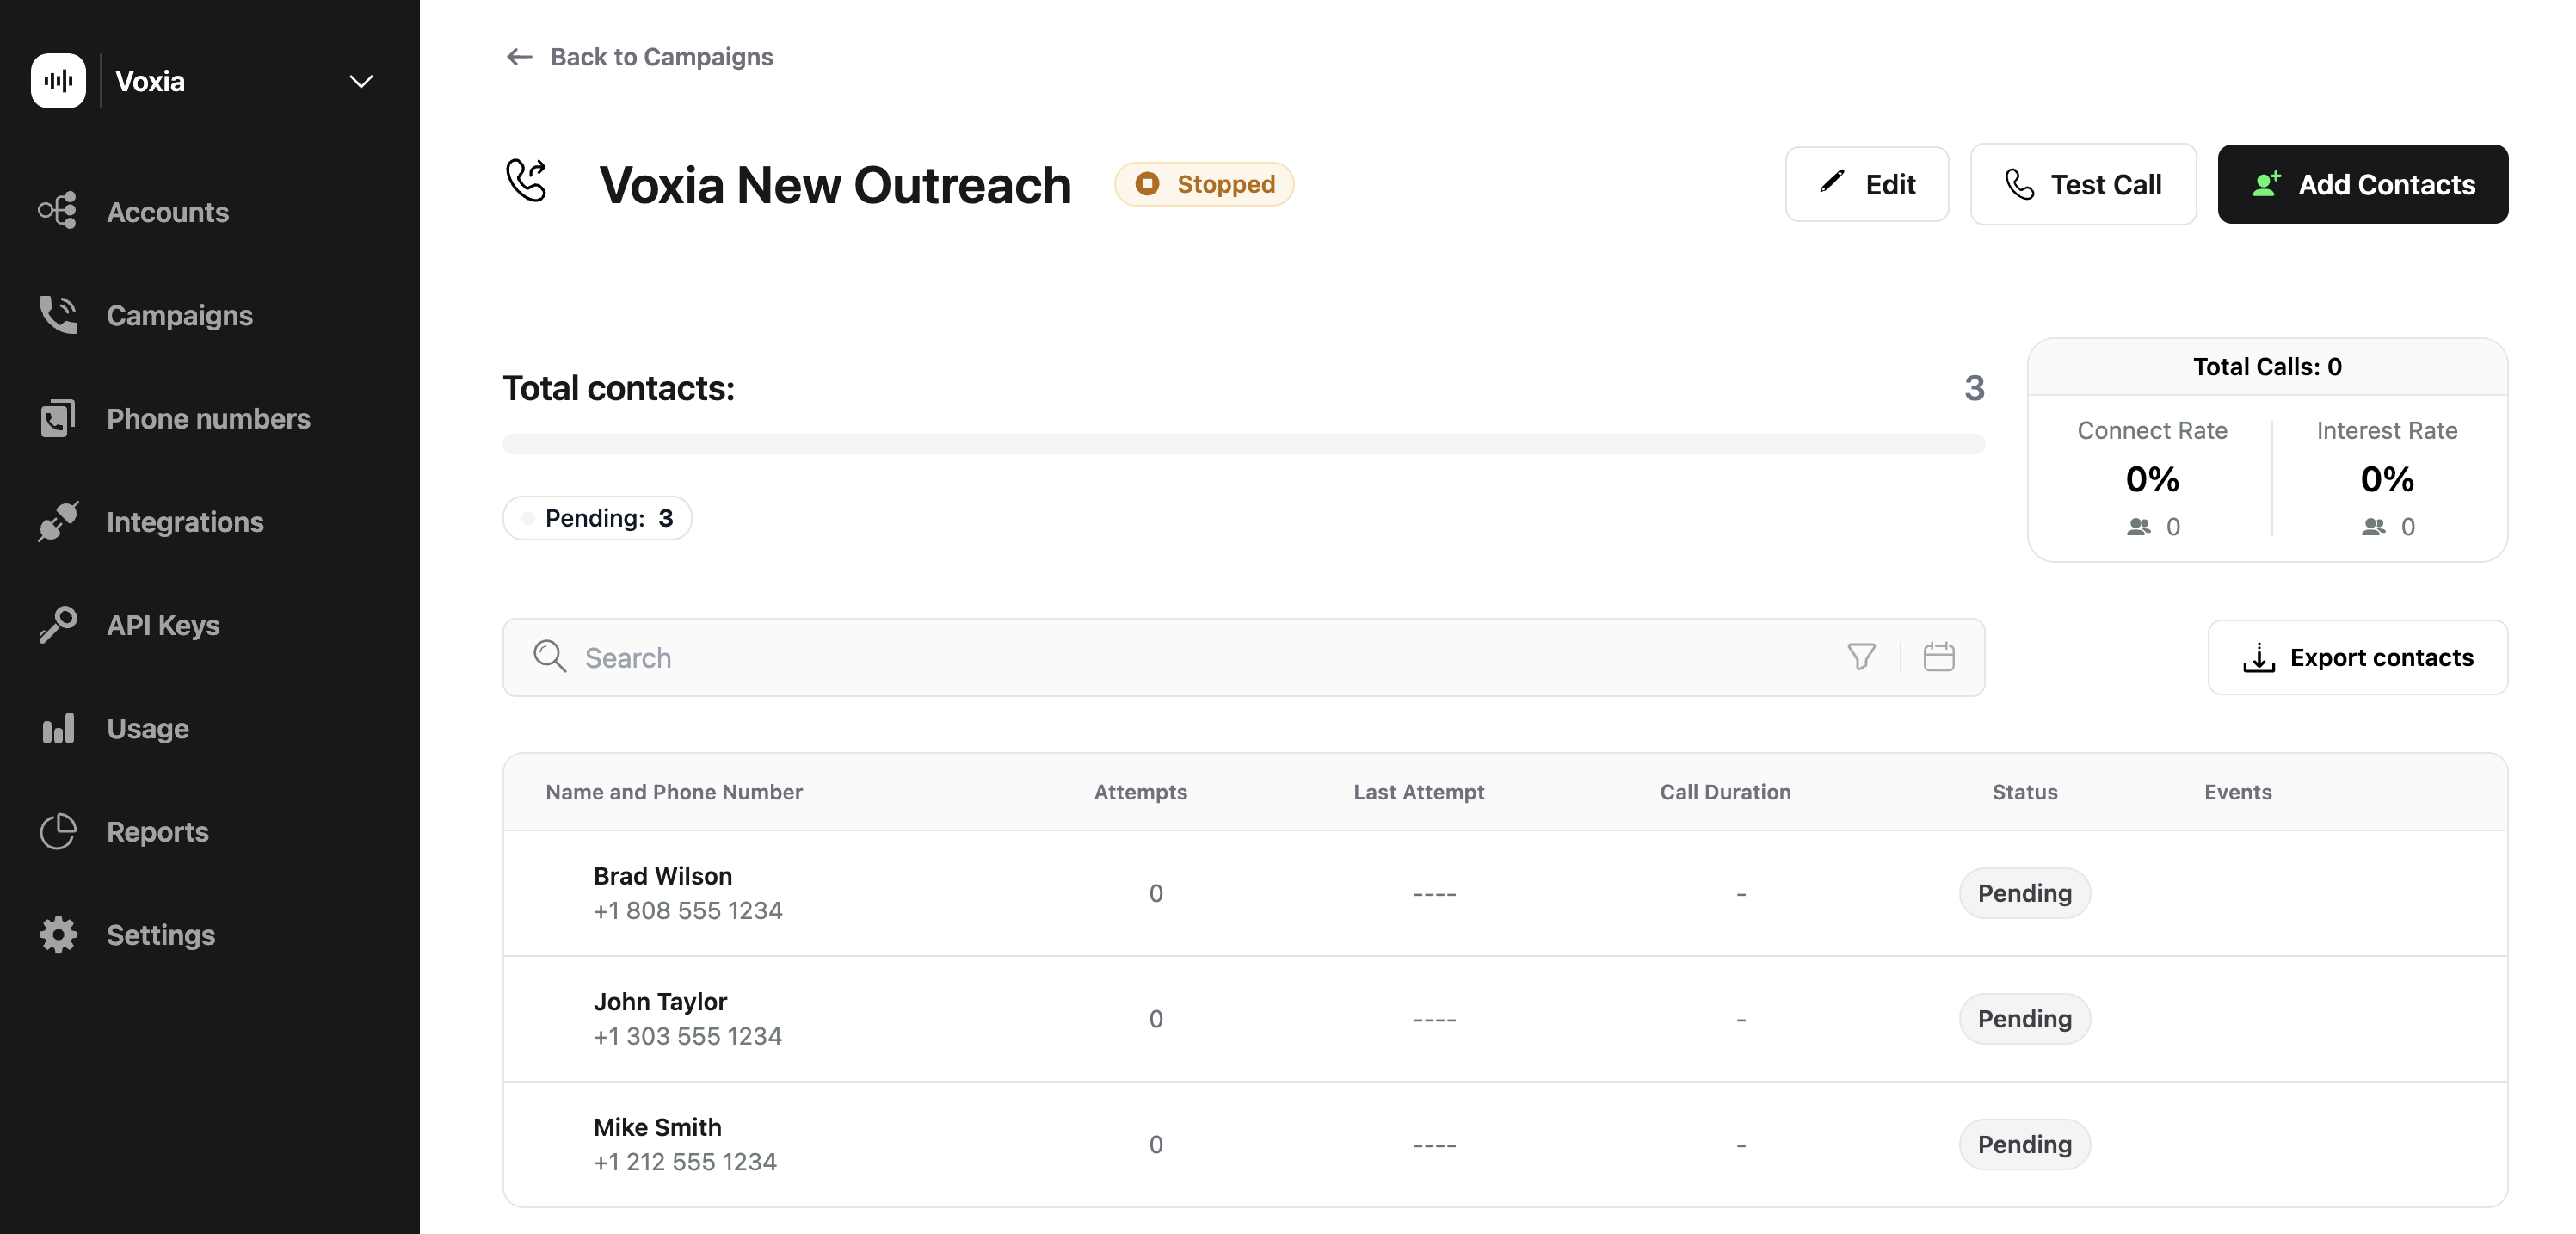 Voxia
Accounts
Campaigns
Phone numbers
Integrations
API Keys
Usage
Reports
Settings
Back to Campaigns
Voxia New Outreach
Stopped
Edit
Test Call
Add Contacts
Total contacts:
3
Pending: 3
Total Calls: 0
Connect Rate
0%
0
Interest Rate
0%
0
Search
Export contacts
Name and Phone Number Attempts Last Attempt Call Duration Status Events
Brad Wilson
+1 808 555 1234
0 ---- - Pending
John Taylor
+1 303 555 1234
0 ---- - Pending
Mike Smith
+1 212 555 1234
0 ---- - Pending